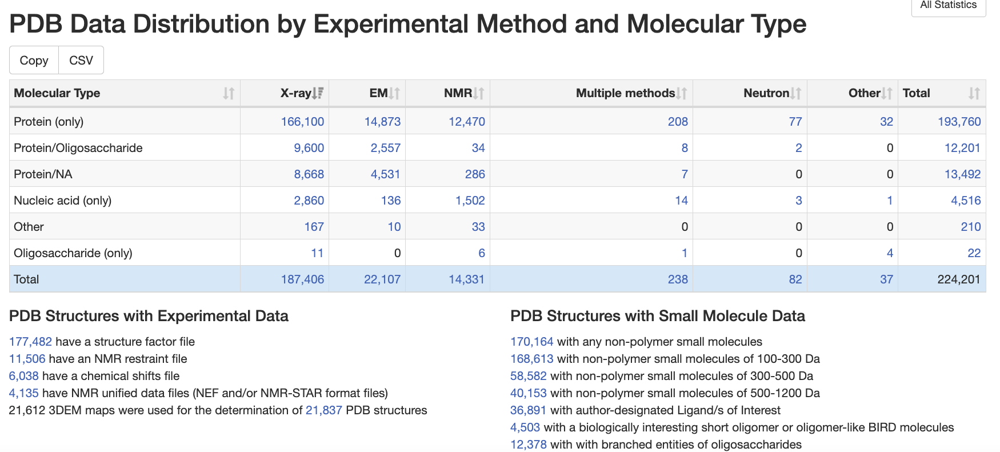 All Statistics
PDB Data Distribution by Experimental Method and Molecular Type
Copy CSV
Molecular Type X-ray EM NMR Multiple methods Neutron Other Total
Protein (only) 166,100 14,873 12,470 208 77 32 193,760
Protein/Oligosaccharide 9,600 2,557 34 8 2 0 12,201
Protein/NA 8,668 4,531 286 7 0 0 13,492
Nucleic acid (only) 2,860 136 1,502 14 3 1 4,516
Other 167 10 33 0 0 0 210
Oligosaccharide (only) 11 0 6 1 0 4 22
Total 187,406 22,107 14,331 238 82 37 224,201
PDB Structures with Experimental Data
177,482 have a structure factor file
11,506 have an NMR restraint file
6,038 have a chemical shifts file
4,135 have NMR unified data files (NEF and/or NMR-STAR format files)
21,612 3DEM maps were used for the determination of 21,837 PDB structures
PDB Structures with Small Molecule Data
170,164 with any non-polymer small molecules
168,613 with non-polymer small molecules of 100-300 Da
58,582 with non-polymer small molecules of 300-500 Da
40,153 with non-polymer small molecules of 500-1200 Da
36,891 with author-designated Ligand/s of Interest
4,503 with a biologically interesting short oligomer or oligomer-like BIRD molecules
12,378 with with branched entities of oligosaccharides